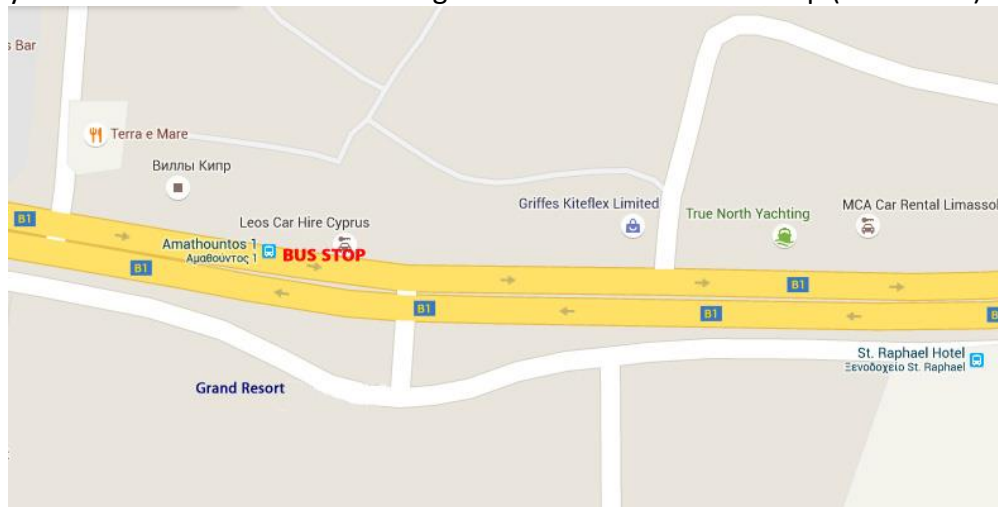 s Bar
Terra e Mare
Виллы Кипр
Griffes Kiteflex Limited
MCA Car Rental Limassol
True North Yachting
B1
Leos Car Hire Cyprus
Amathountos 1
Αμαθούντος 1
BUS STOP
B1
B1
B1
B1
B
St. Raphael Hotel
Ξενοδοχείο St. Raphael
Grand Resort